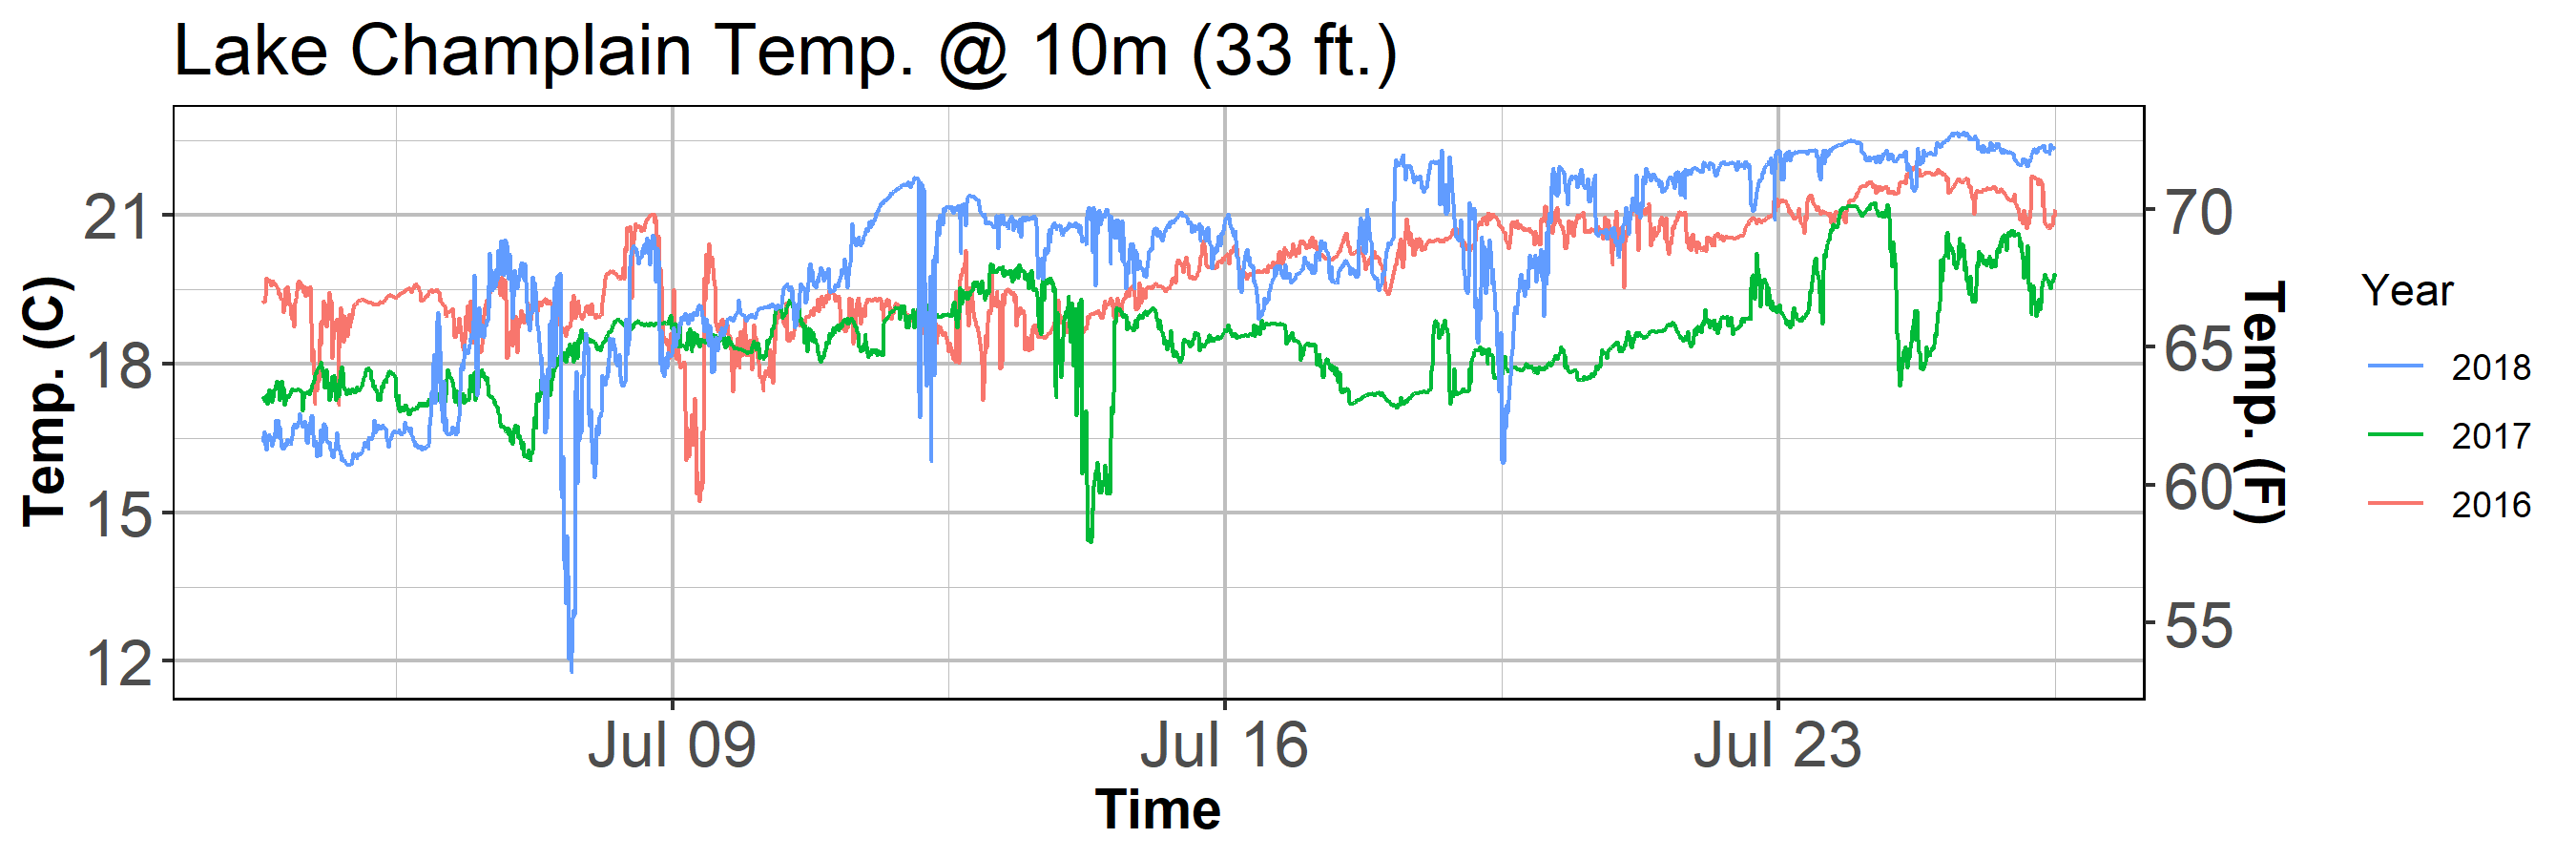 Lake Champlain Temp. @ 10m (33 ft.)
Temp. (C)
21
18
15
12
70
65
60
55
Temp. (F)
Jul 09
Jul 16
Jul 23
Time
Year
2018
2017
2016